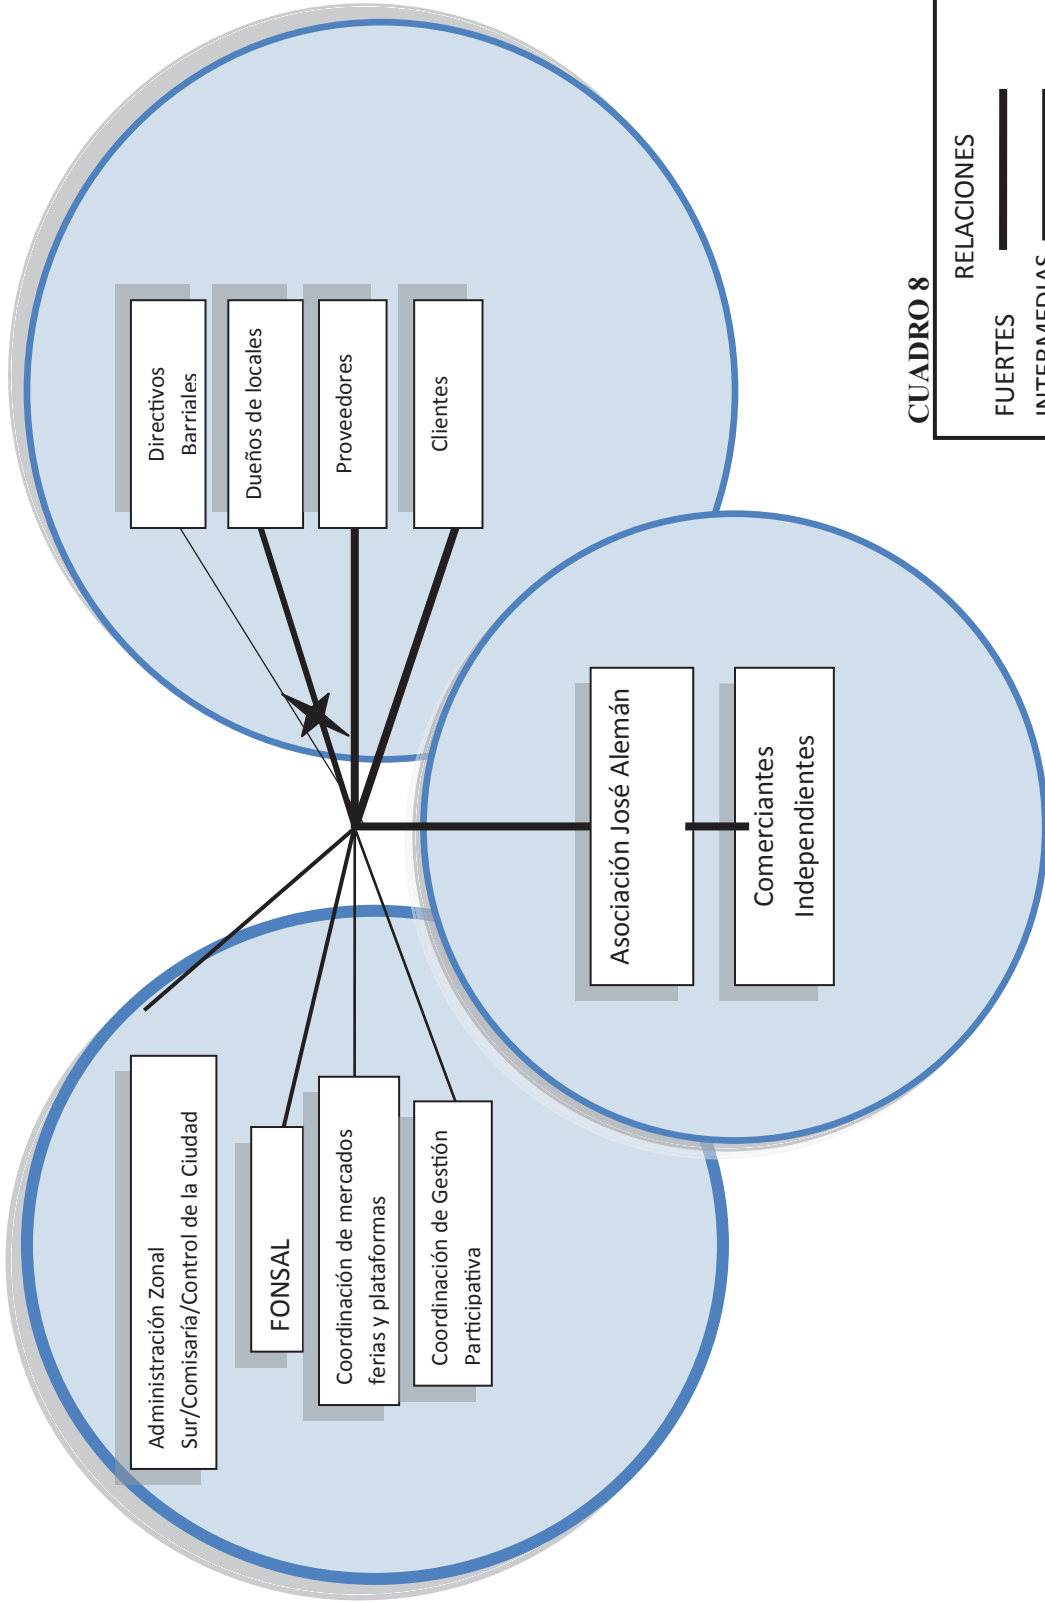 Administración Zonal
Sur/Comisaría/Control de la Ciudad
FONSAL
Coordinación de mercados
ferias y plataformas
Coordinación de Gestión
Participativa
Directivos
Barriales
Dueños de locales
Proveedores
Clientes
Asociación José Alemán
Comerciantes
Independientes
CUADRO 8
RELACIONES
FUERTES
INTERMEDIAS